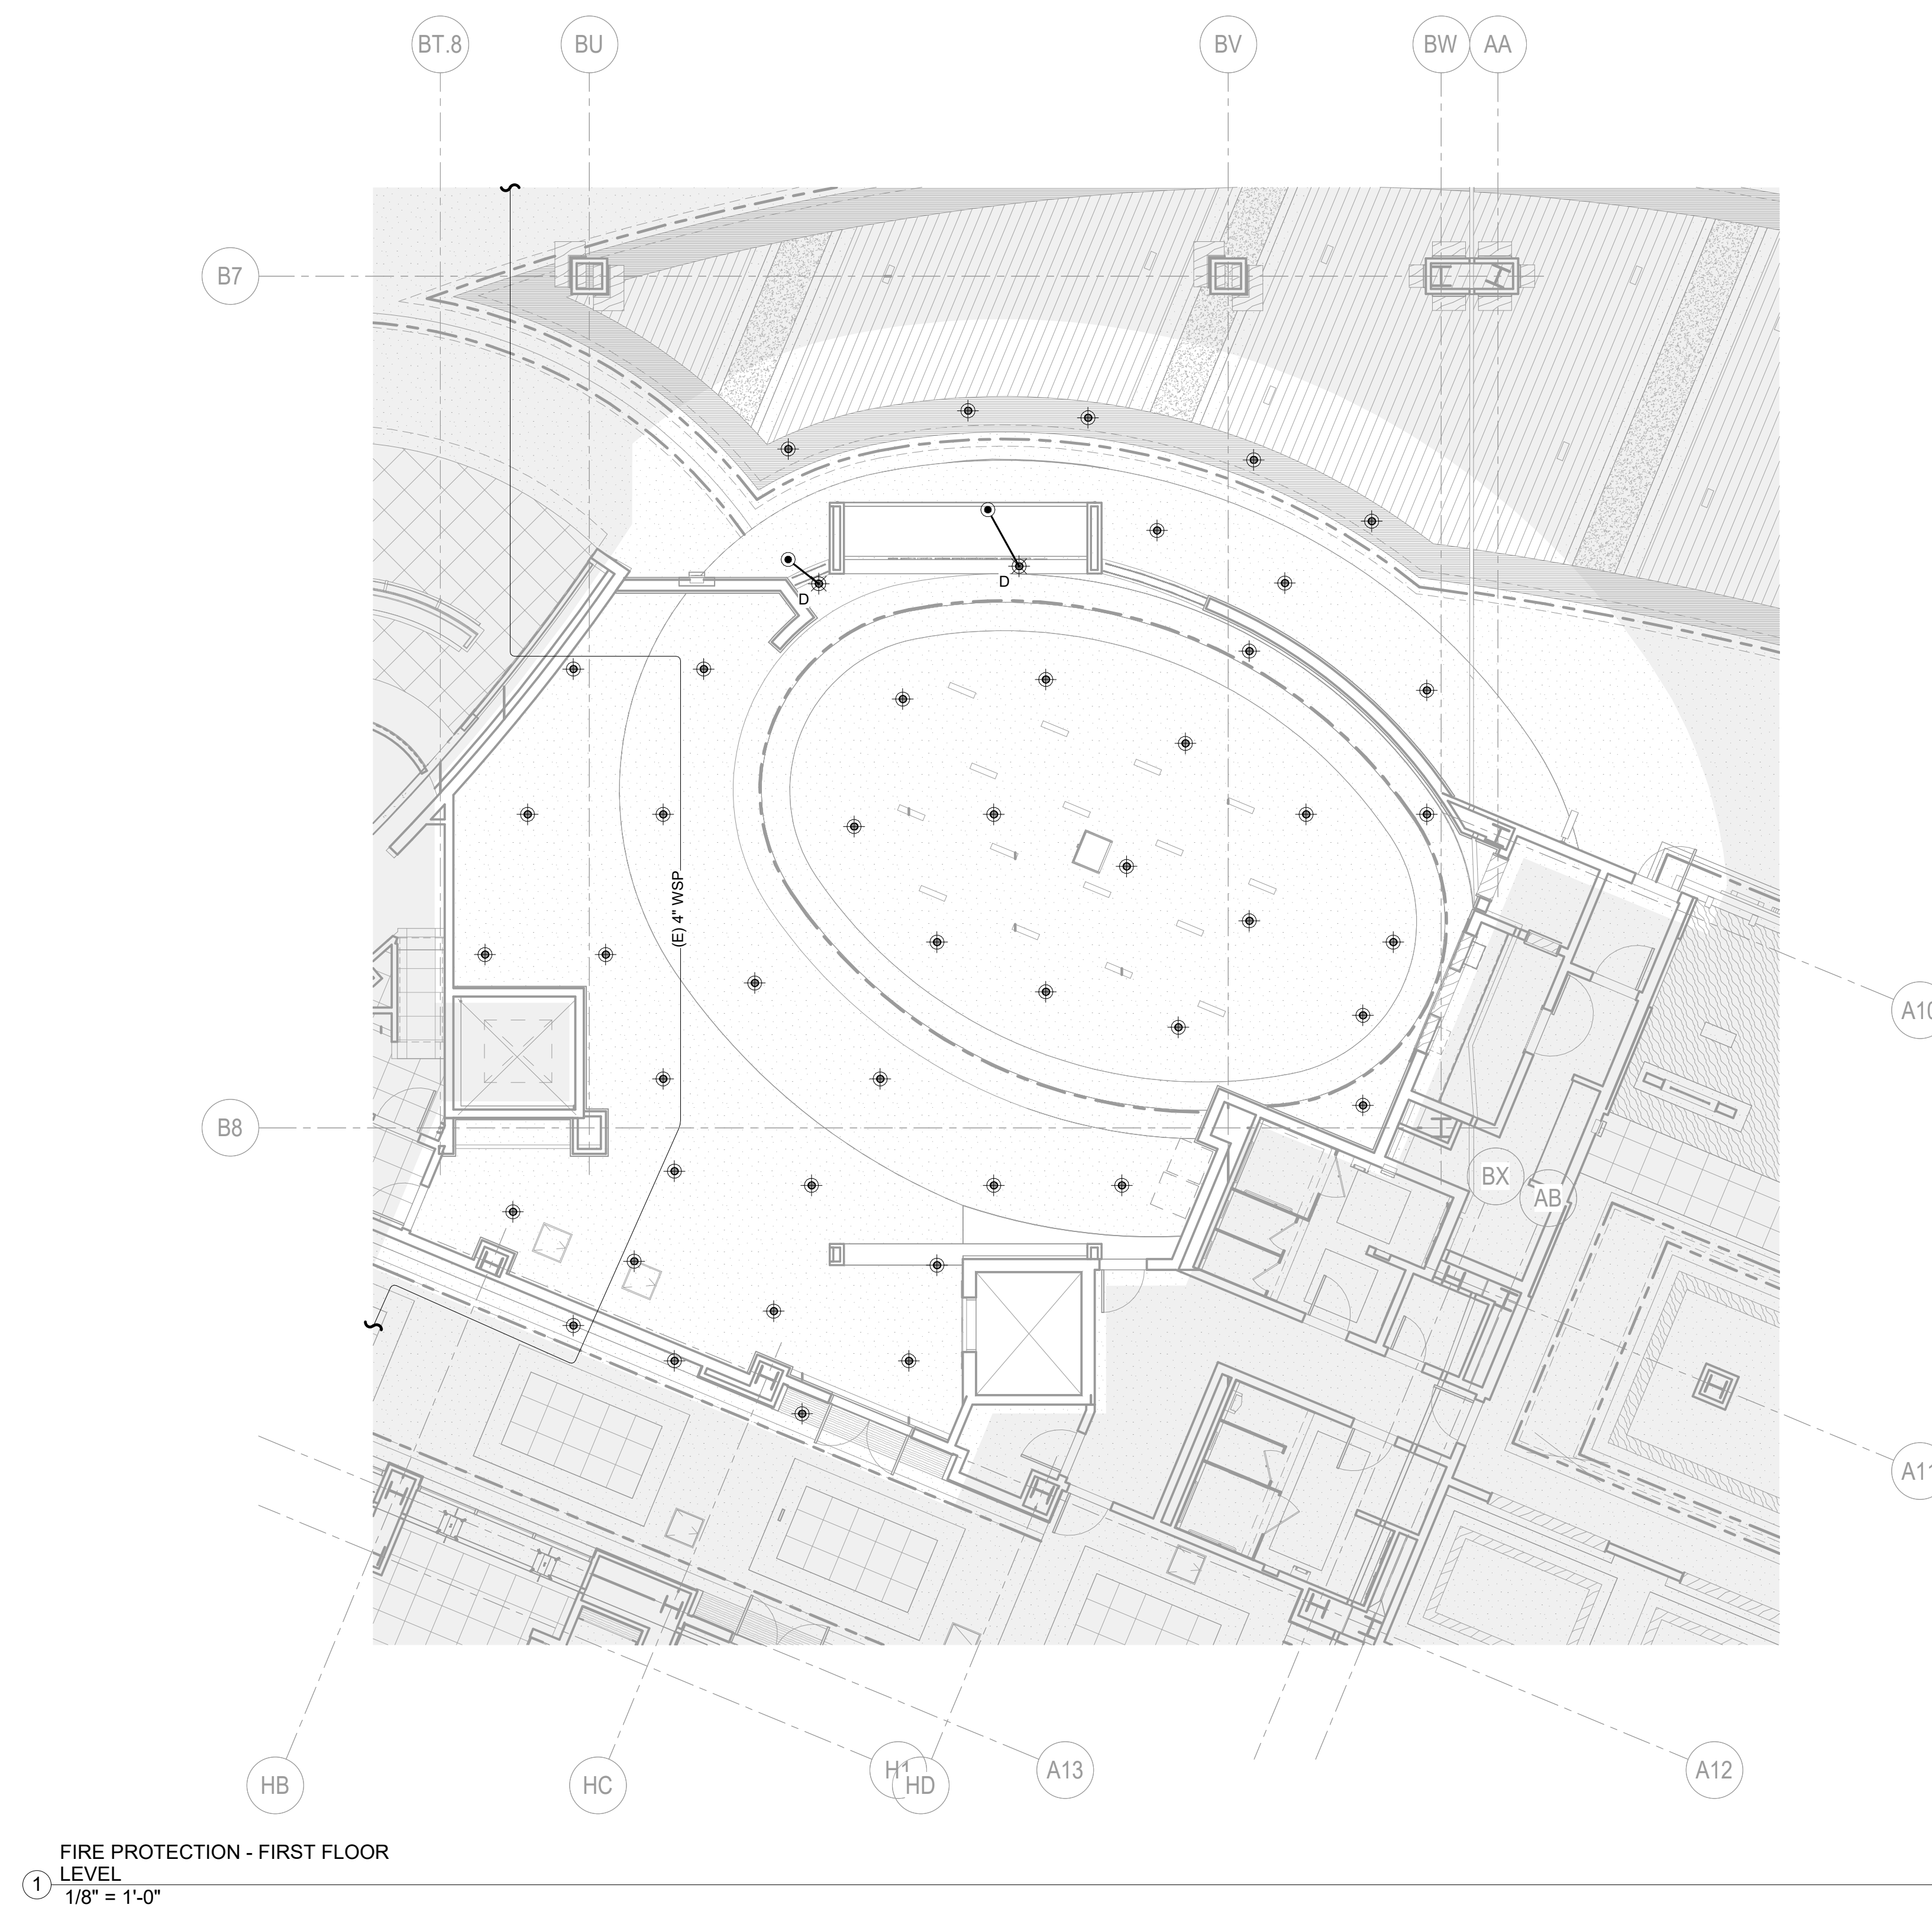 BT.8
BU
BV
BW
AA
B7
D
D
(E) 4" WSP
A10
B8
BX
AB
HB
HC
H1
HD
A13
A12
FIRE PROTECTION - FIRST FLOOR
LEVEL
1
1/8" = 1'-0"